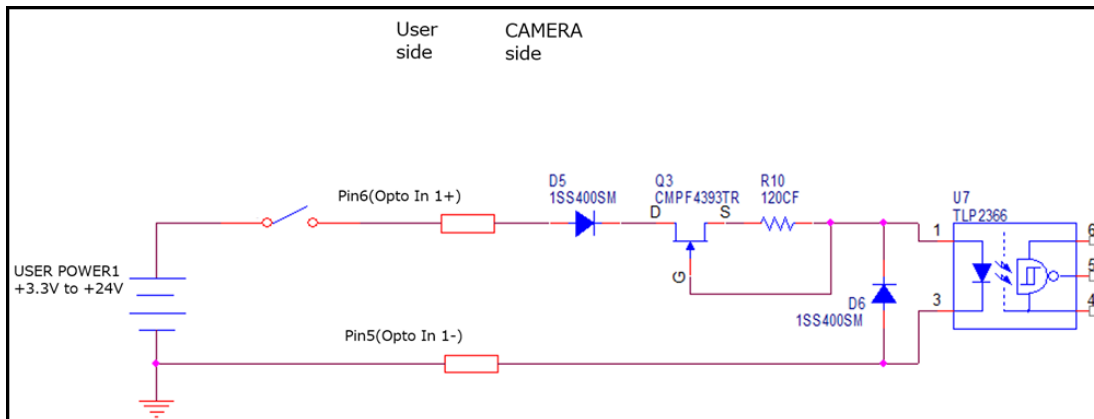 User
side
CAMERA
side
Pin6(Opto In 1+)
D5
1SS400SM
Q3
CMPF4393TR
R10
120CF
D
S
G
U7
TLP2366
1
3
6
5
4
USER POWER1
+3.3V to +24V
D6
1SS400SM
Pin5(Opto In 1-)